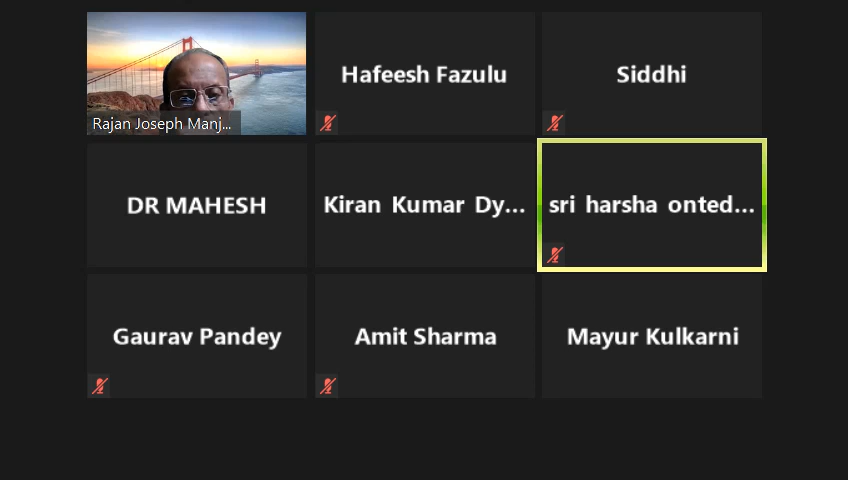 Rajan Joseph Manj...
Hafeesh Fazulu
Siddhi
DR MAHESH
Kiran Kumar Dy...
sri harsha onted...
Gaurav Pandey
Amit Sharma
Mayur Kulkarni